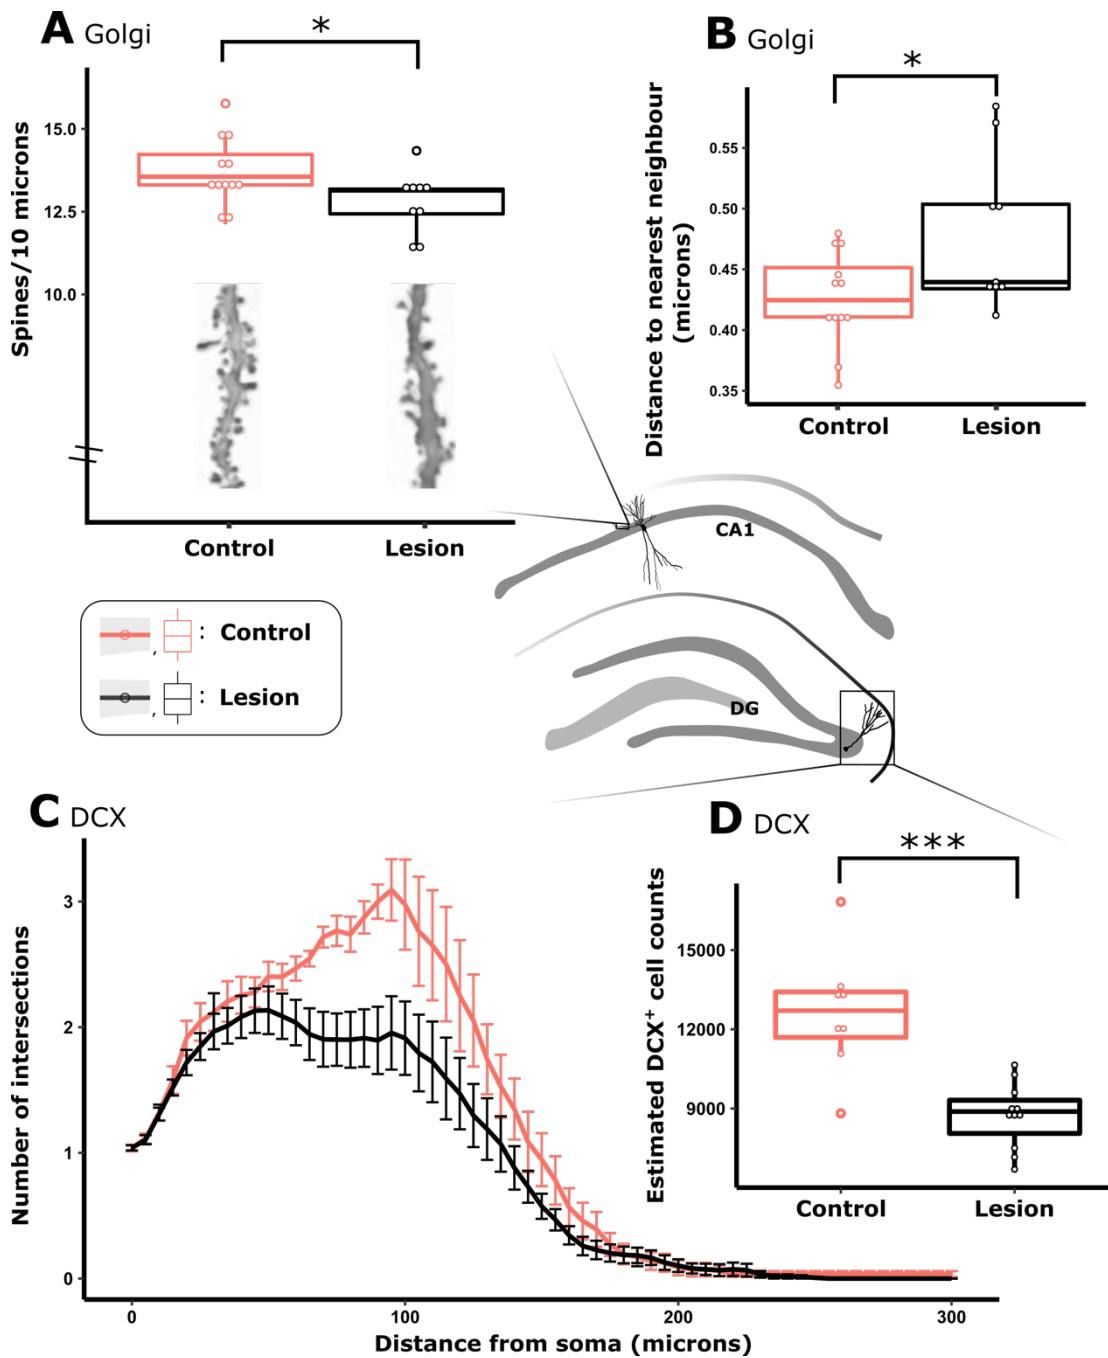 A Golgi
*
Spines/10 microns
15.0
12.5
10.0
Control
Lesion
B Golgi
*
Distance to nearest neighbour
(microns)
0.55
0.50
0.45
0.40
0.35
Control
Lesion
CA1
DG
, : Control
, : Lesion
C DCX
Number of intersections
3
2
1
0
0
100
200
300
Distance from soma (microns)
D DCX
***
Estimated DCX⁺ cell counts
15000
12000
9000
Control
Lesion